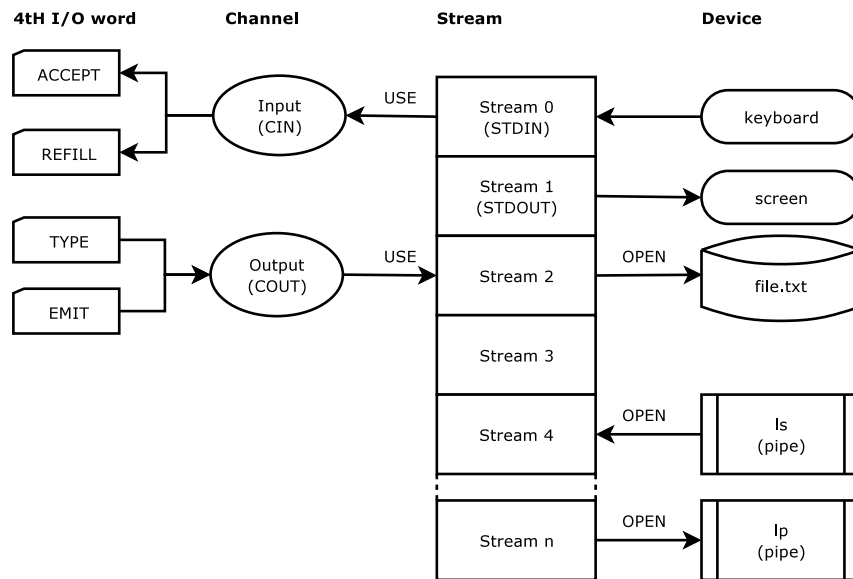 4tH I/O word Channel Stream Device
ACCEPT
REFILL
TYPE
EMIT
Input
(CIN)
Output
(COUT)
USE
USE
Stream 0
(STDIN)
Stream 1
(STDOUT)
Stream 2
Stream 3
Stream 4
Stream n
OPEN
OPEN
OPEN
keyboard
screen
file.txt
ls
(pipe)
lp
(pipe)